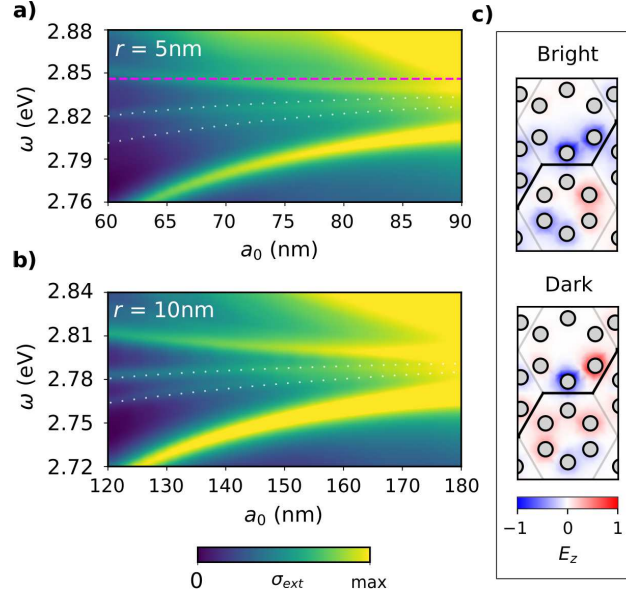 a)
r = 5nm
2.88
2.85
2.82
2.79
2.76
ω (eV)
60 65 70 75 80 85 90
a₀ (nm)
b)
r = 10nm
2.84
2.81
2.78
2.75
2.72
ω (eV)
120 130 140 150 160 170 180
a₀ (nm)
0 σₑₓₜ max
c)
Bright
Dark
−1 0 1
E_z